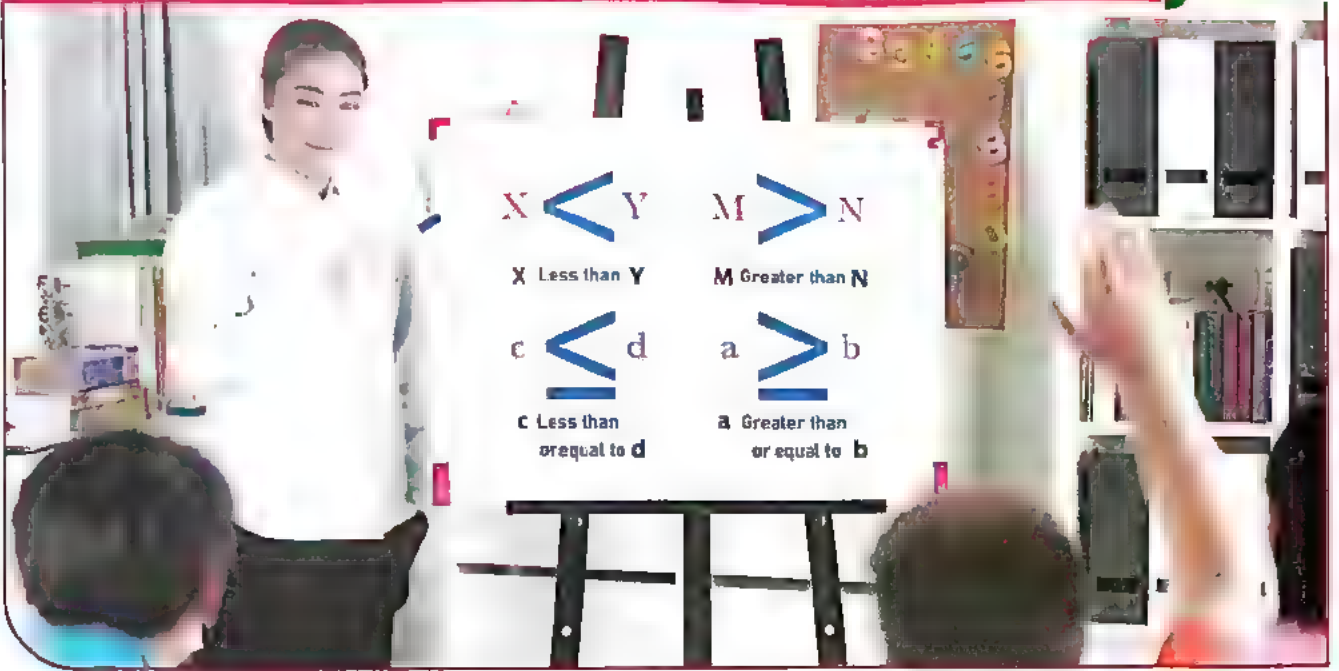 X < Y
M > N
X Less than Y
M Greater than N
c ≤ d
a ≥ b
c Less than
orequal to d
a Greater than
or equal to b